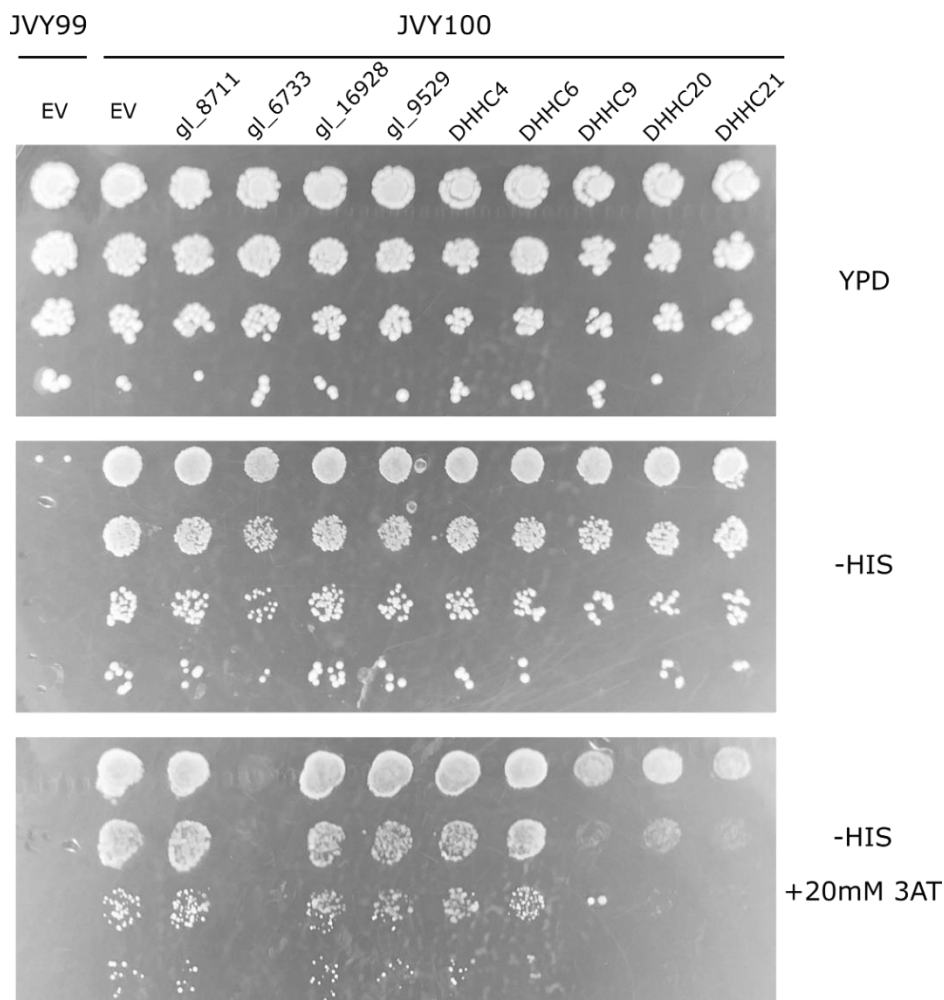 JVY99 JVY100
EV EV gl_8711 gl_6733 gl_16928 gl_9529 DHHC4 DHHC6 DHHC9 DHHC20 DHHC21
YPD
-HIS
-HIS
+20mM 3AT